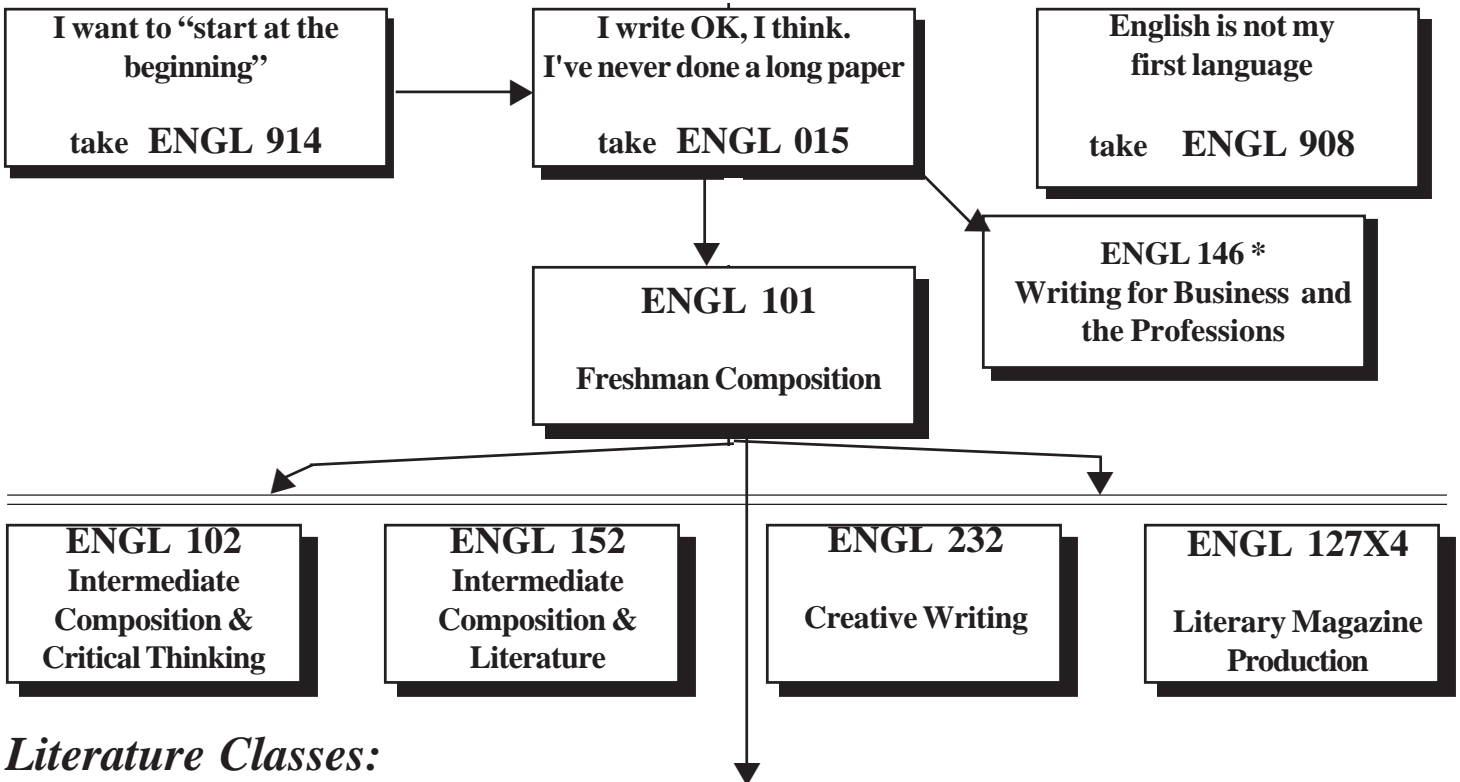 I want to “start at the
beginning”
take ENGL 914
I write OK, I think.
I've never done a long paper
take ENGL 015
English is not my
first language
take ENGL 908
ENGL 146 *
Writing for Business and
the Professions
ENGL 101
Freshman Composition
ENGL 102
Intermediate
Composition &
Critical Thinking
ENGL 152
Intermediate
Composition &
Literature
ENGL 232
Creative Writing
ENGL 127X4
Literary Magazine
Production
Literature Classes: